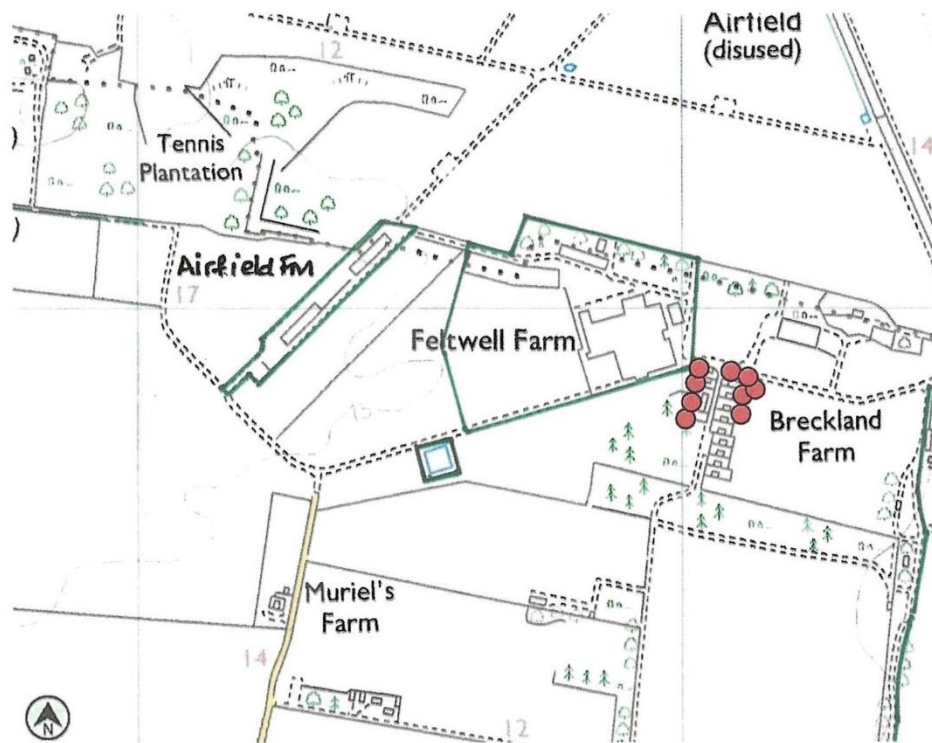 Airfield
(disused)
12
14
Tennis
Plantation
)
)
Airfield Fm
17
Feltwell Farm
15
Breckland
Farm
Muriel's
Farm
14
12
N